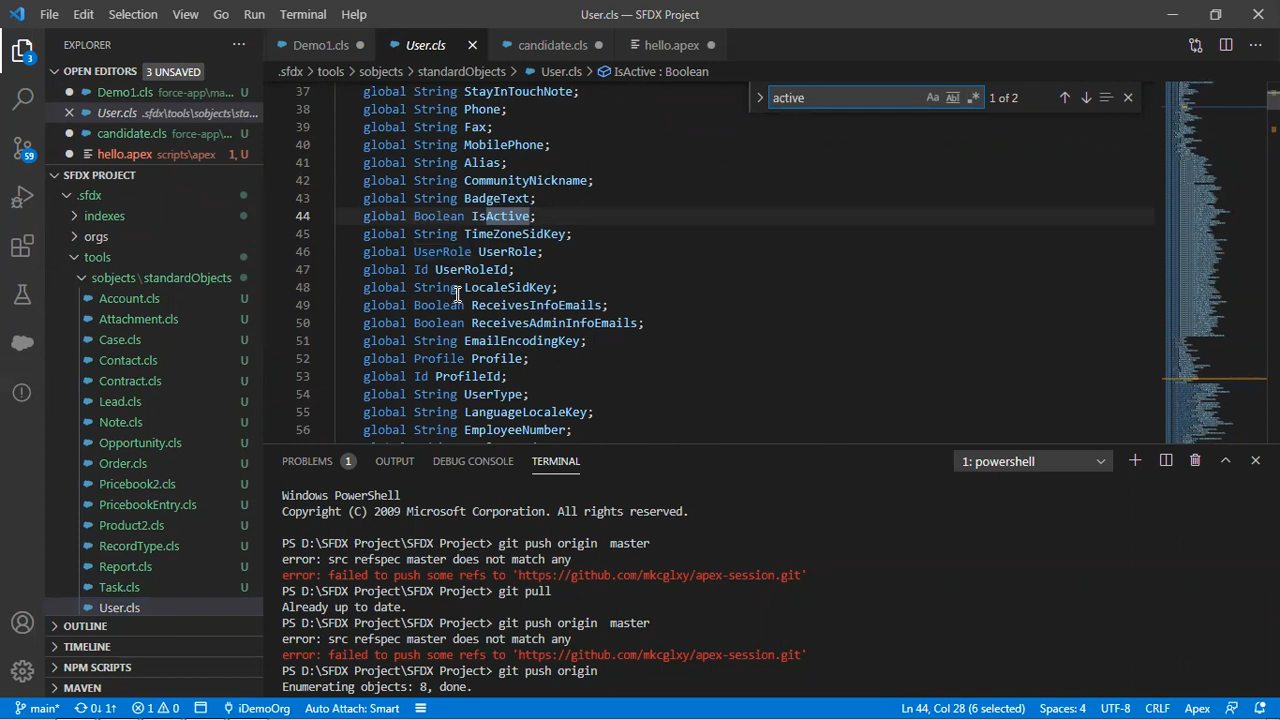 File Edit Selection View Go Run Terminal Help
User.cls — SFDX Project
EXPLORER
OPEN EDITORS 3 UNSAVED
Demo1.cls force-app\ma...
User.cls .sfdx\tools\sobjects\sta...
candidate.cls force-app\...
hello.apex scripts\apex 1, U
SFDX PROJECT
.sfdx
indexes
orgs
tools
sobjects\standardObjects
Account.cls U
Attachment.cls U
Case.cls U
Contact.cls U
Contract.cls U
Lead.cls U
Note.cls U
Opportunity.cls U
Order.cls U
Pricebook2.cls U
PricebookEntry.cls U
Product2.cls U
RecordType.cls U
Report.cls U
Task.cls U
User.cls U
OUTLINE
TIMELINE
NPM SCRIPTS
MAVEN
3
59
Demo1.cls User.cls candidate.cls hello.apex
.sfdx > tools > sobjects > standardObjects > User.cls > IsActive : Boolean
active Aa Ab 1 of 2
37 global String StayInTouchNote;
38 global String Phone;
39 global String Fax;
40 global String MobilePhone;
41 global String Alias;
42 global String CommunityNickname;
43 global String BadgeText;
44 global Boolean IsActive;
45 global String TimeZoneSidKey;
46 global UserRole UserRole;
47 global Id UserRoleId;
48 global String LocaleSidKey;
49 global Boolean ReceivesInfoEmails;
50 global Boolean ReceivesAdminInfoEmails;
51 global String EmailEncodingKey;
52 global Profile Profile;
53 global Id ProfileId;
54 global String UserType;
55 global String LanguageLocaleKey;
56 global String EmployeeNumber;
PROBLEMS 1 OUTPUT DEBUG CONSOLE TERMINAL 1: powershell
Windows PowerShell
Copyright (C) 2009 Microsoft Corporation. All rights reserved.
PS D:\SFDX Project\SFDX Project> git push origin  master
error: src refspec master does not match any
error: failed to push some refs to 'https://github.com/mkcglxy/apex-session.git'
PS D:\SFDX Project\SFDX Project> git pull
Already up to date.
PS D:\SFDX Project\SFDX Project> git push origin  master
error: src refspec master does not match any
error: failed to push some refs to 'https://github.com/mkcglxy/apex-session.git'
PS D:\SFDX Project\SFDX Project> git push origin
Enumerating objects: 8, done.
main* 0↓ 1↑ 1 0 iDemoOrg Auto Attach: Smart Ln 44, Col 28 (6 selected) Spaces: 4 UTF-8 CRLF Apex